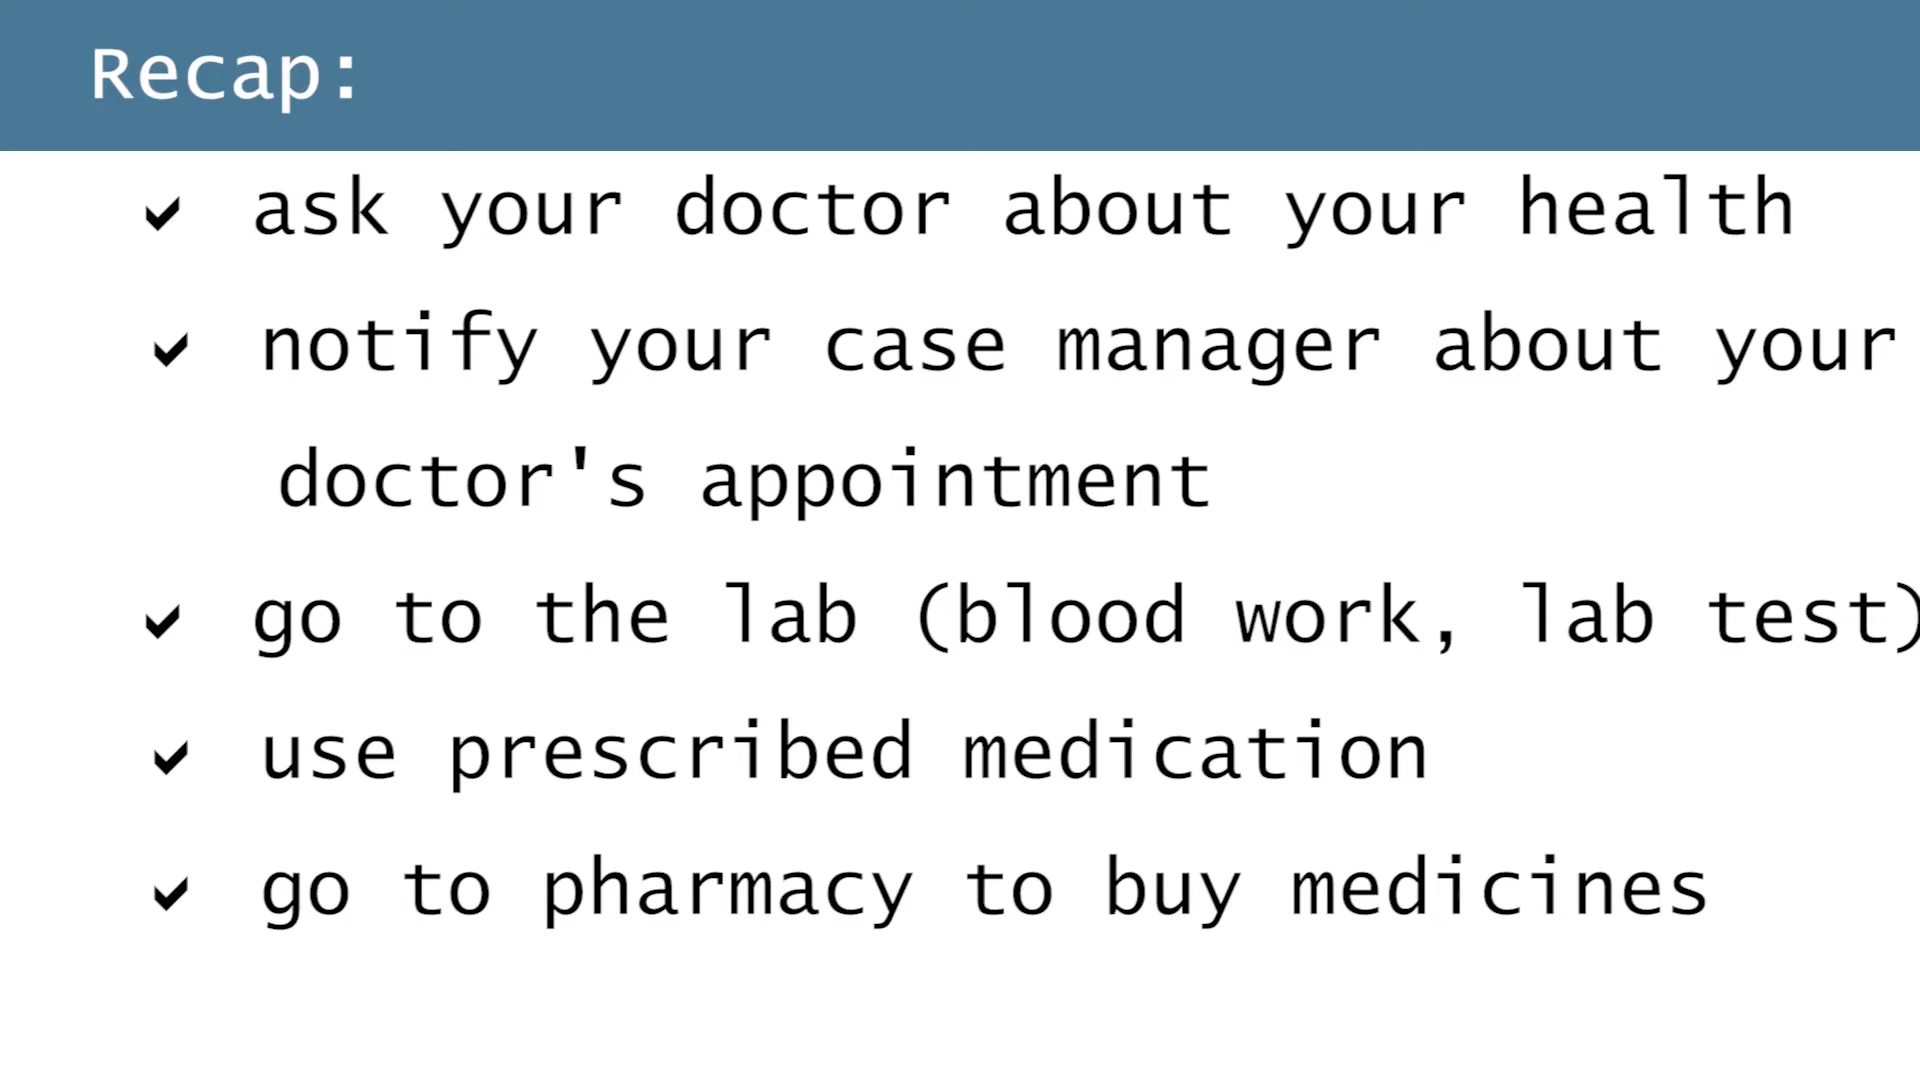 Recap:
✔ ask your doctor about your health
✔ notify your case manager about your
doctor's appointment
✔ go to the lab (blood work, lab test)
✔ use prescribed medication
✔ go to pharmacy to buy medicines